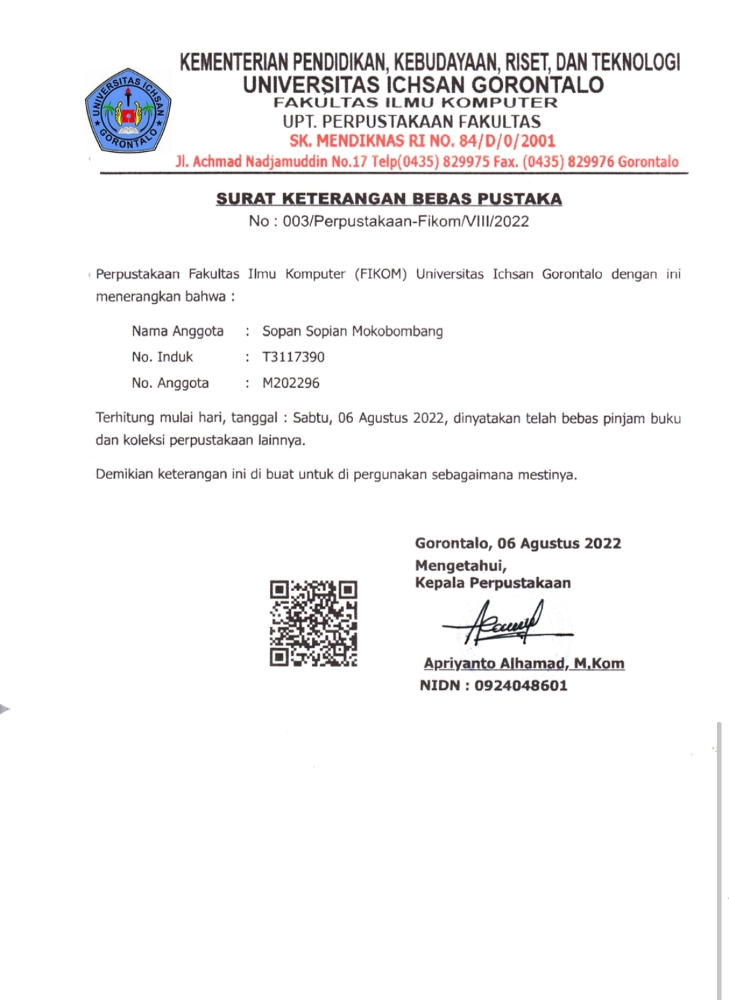 KEMENTERIAN PENDIDIKAN, KEBUDAYAAN, RISET, DAN TEKNOLOGI
UNIVERSITAS ICHSAN GORONTALO
FAKULTAS ILMU KOMPUTER
UPT. PERPUSTAKAAN FAKULTAS
SK. MENDIKNAS RI NO. 84/D/0/2001
Jl. Achmad Nadjamuddin No.17 Telp(0435) 829975 Fax. (0435) 829976 Gorontalo
UNIVERSITAS ICHSAN
GORONTALO
SURAT KETERANGAN BEBAS PUSTAKA
No : 003/Perpustakaan-Fikom/VIII/2022
Perpustakaan Fakultas Ilmu Komputer (FIKOM) Universitas Ichsan Gorontalo dengan ini
menerangkan bahwa :
Nama Anggota : Sopan Sopian Mokobombang
No. Induk : T3117390
No. Anggota : M202296
Terhitung mulai hari, tanggal : Sabtu, 06 Agustus 2022, dinyatakan telah bebas pinjam buku
dan koleksi perpustakaan lainnya.
Demikian keterangan ini di buat untuk di pergunakan sebagaimana mestinya.
Gorontalo, 06 Agustus 2022
Mengetahui,
Kepala Perpustakaan
Apriyanto Alhamad, M.Kom
NIDN : 0924048601